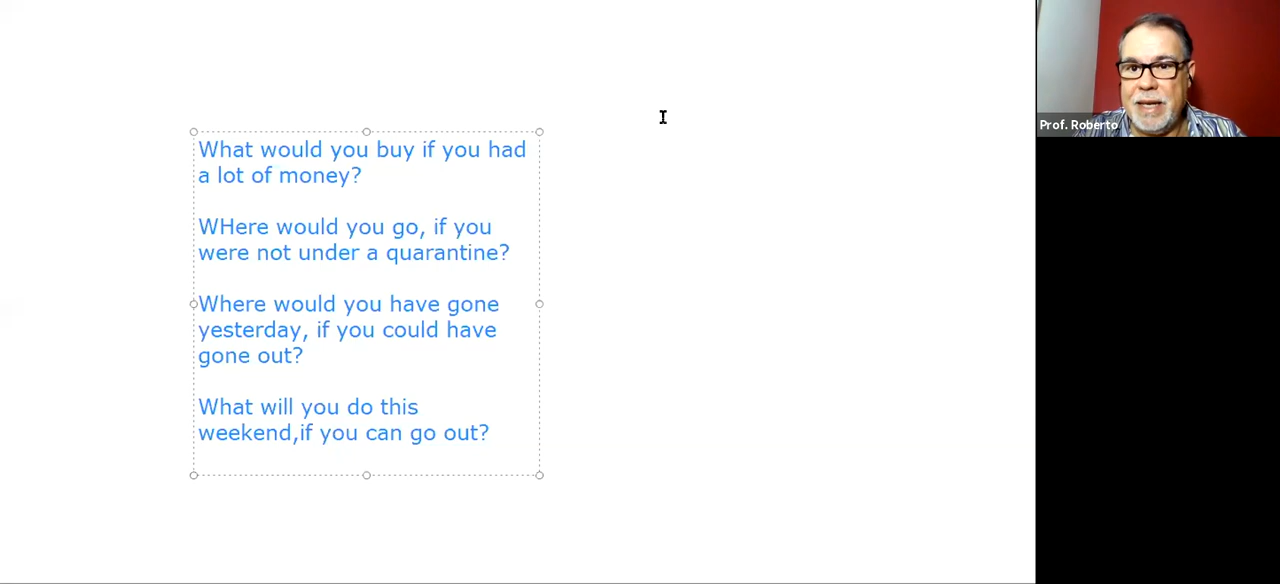 What would you buy if you had
a lot of money?
WHere would you go, if you
were not under a quarantine?
Where would you have gone
yesterday, if you could have
gone out?
What will you do this
weekend,if you can go out?
Prof. Roberto